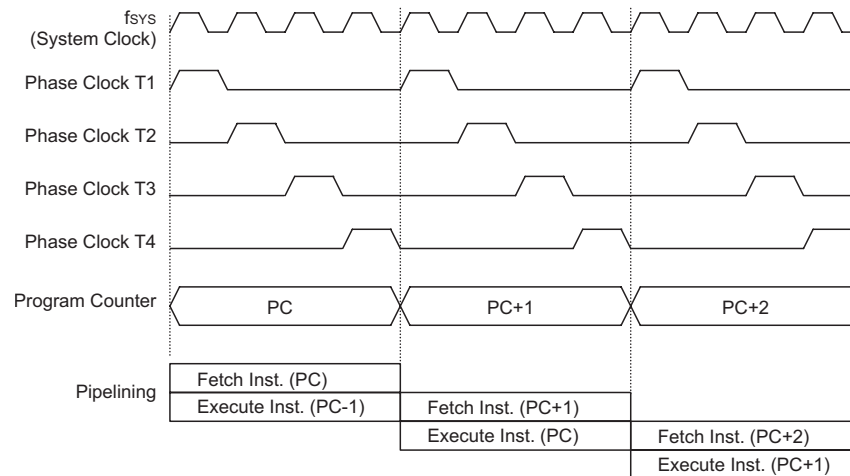 fSYS
(System Clock)
Phase Clock T1
Phase Clock T2
Phase Clock T3
Phase Clock T4
Program Counter
PC
PC+1
PC+2
Pipelining
Fetch Inst. (PC)
Execute Inst. (PC-1)
Fetch Inst. (PC+1)
Execute Inst. (PC)
Fetch Inst. (PC+2)
Execute Inst. (PC+1)